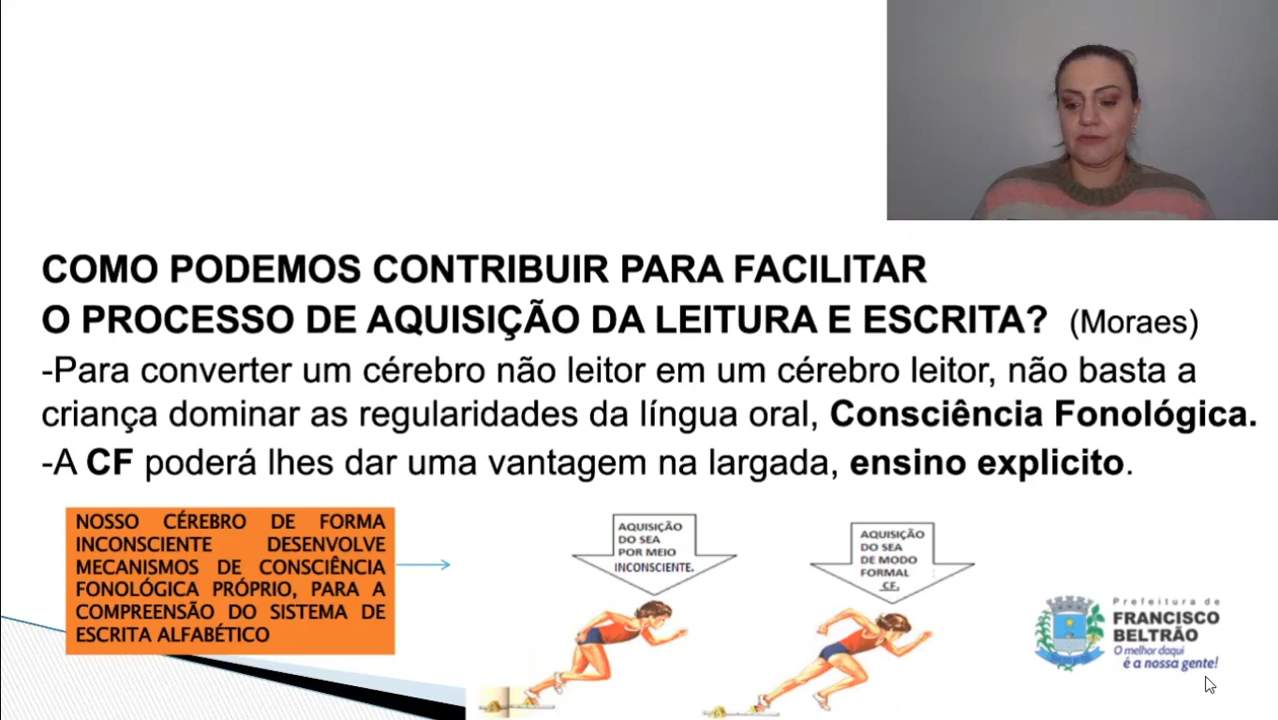 COMO PODEMOS CONTRIBUIR PARA FACILITAR
O PROCESSO DE AQUISIÇÃO DA LEITURA E ESCRITA? (Moraes)
-Para converter um cérebro não leitor em um cérebro leitor, não basta a
criança dominar as regularidades da língua oral, Consciência Fonológica.
-A CF poderá lhes dar uma vantagem na largada, ensino explicito.
NOSSO CÉREBRO DE FORMA
INCONSCIENTE DESENVOLVE
MECANISMOS DE CONSCIÊNCIA
FONOLÓGICA PRÓPRIO, PARA A
COMPREENSÃO DO SISTEMA DE
ESCRITA ALFABÉTICO
AQUISIÇÃO
DO SEA
POR MEIO
INCONSCIENTE.
AQUISIÇÃO
DO SEA
DE MODO
FORMAL
CF.
Prefeitura de
FRANCISCO
BELTRÃO
O melhor daqui
é a nossa gente!